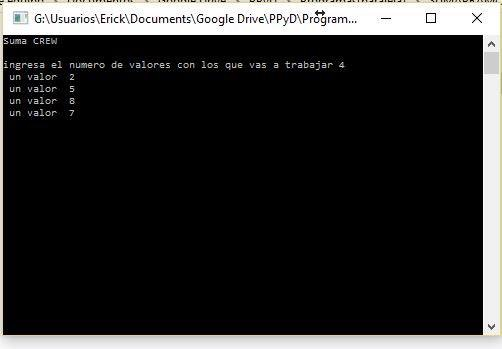 G:\Usuarios\Erick\Documents\Google Drive\PPyD\Program...
Suma CREW
ingresa el numero de valores con los que vas a trabajar 4
un valor 2
un valor 5
un valor 8
un valor 7